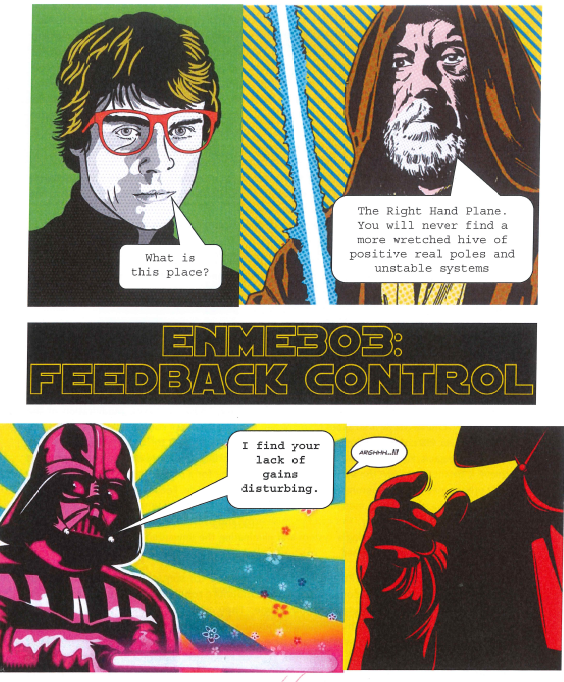 What is
this place?
The Right Hand Plane.
You will never find a
more wretched hive of
positive real poles and
unstable systems
ENME303:
FEEDBACK CONTROL
I find your
lack of
gains
disturbing.
ARGHHH...!!!